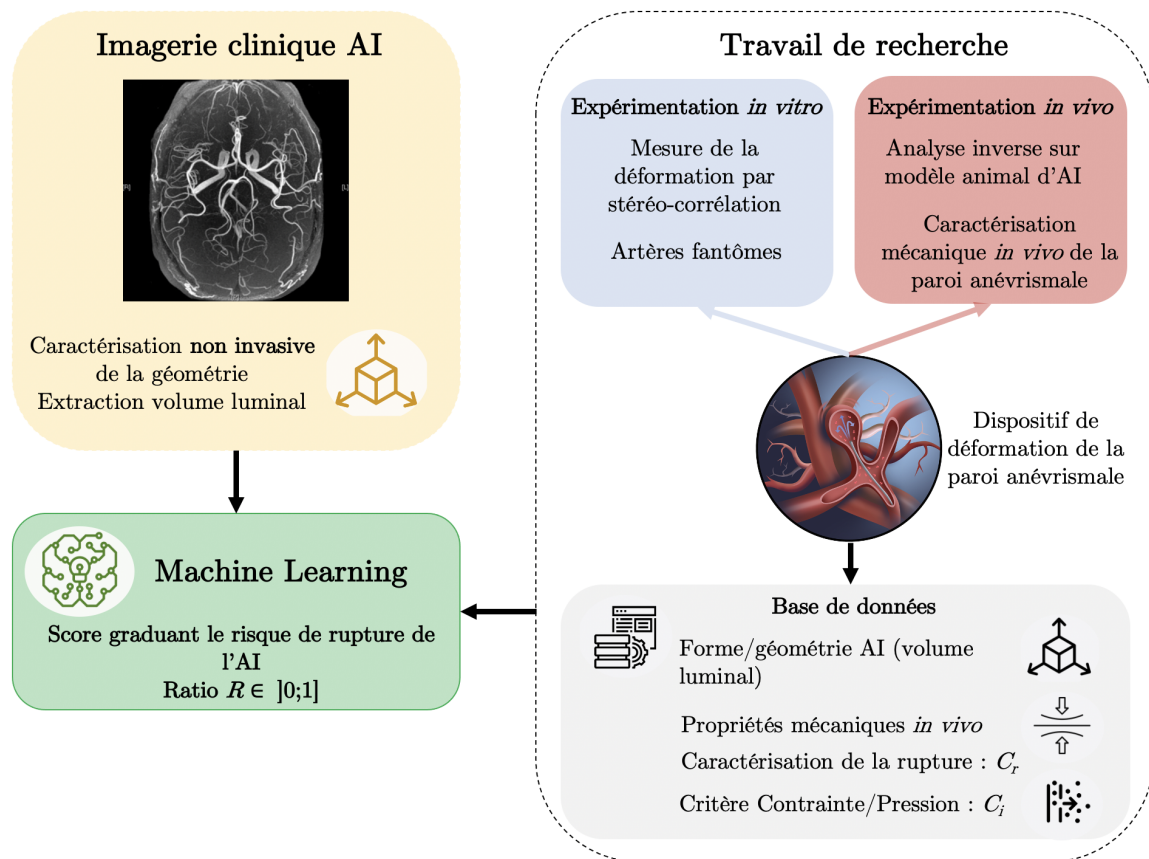 Imagerie clinique AI
[R]
[L]
Caractérisation non invasive
de la géométrie
Extraction volume luminal
Machine Learning
Score graduant le risque de rupture de
l'AI
Ratio R ∈ ]0;1]
Travail de recherche
Expérimentation in vitro
Mesure de la
déformation par
stéréo-corrélation
Artères fantômes
Expérimentation in vivo
Analyse inverse sur
modèle animal d'AI
Caractérisation
mécanique in vivo de la
paroi anévrismale
Dispositif de
déformation de la
paroi anévrismale
Base de données
Forme/géométrie AI (volume
luminal)
Propriétés mécaniques in vivo
Caractérisation de la rupture : Cᵣ
Critère Contrainte/Pression : Cᵢ